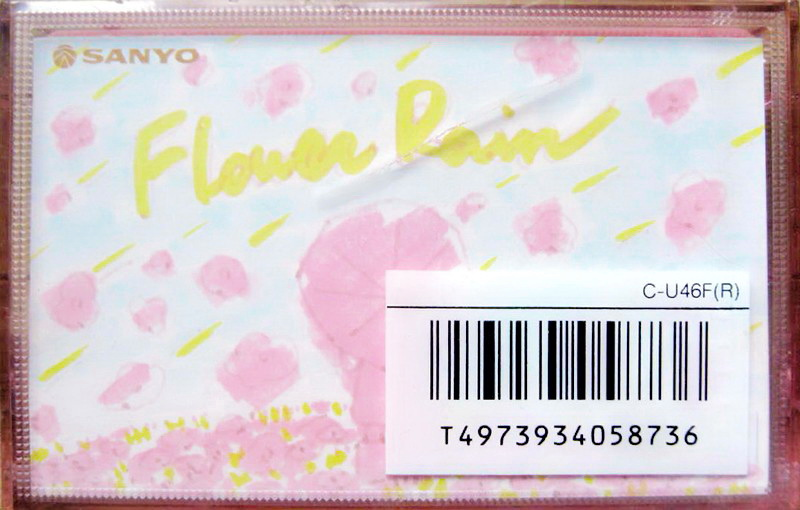 SANYO
Flower Rain
C-U46F(R)
T4973934058736